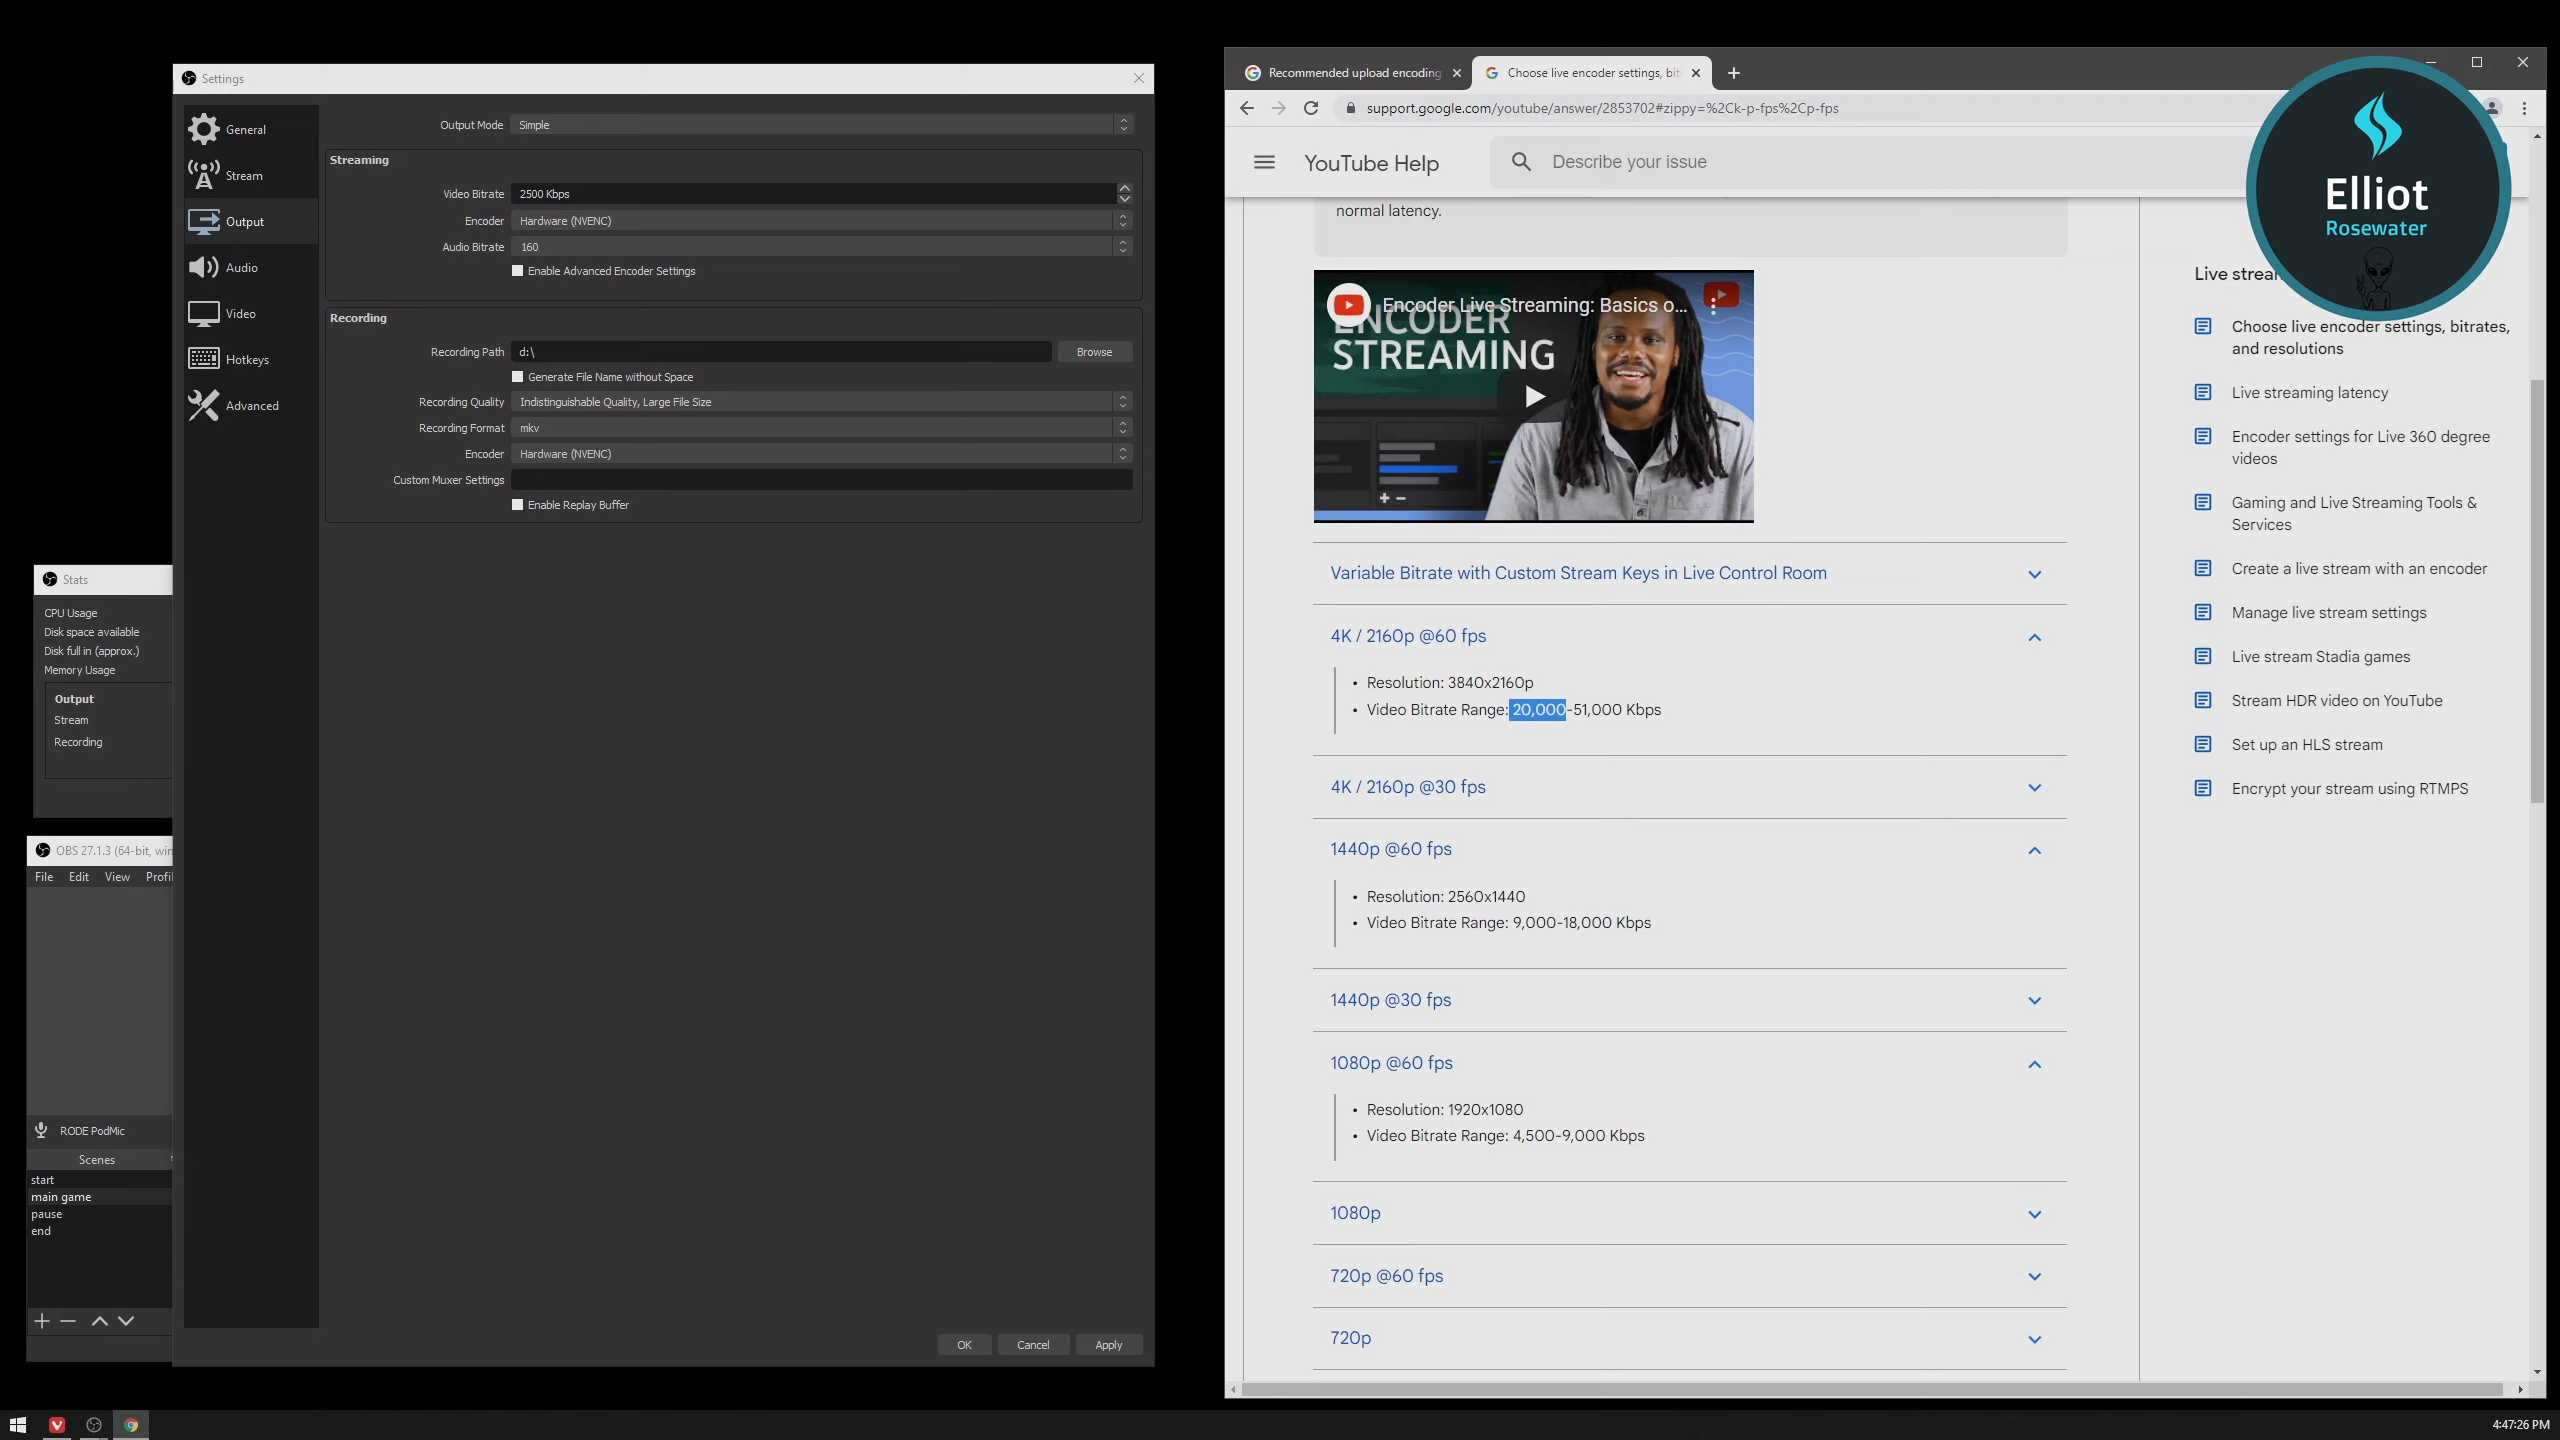 Settings
General
Stream
Output
Audio
Video
Hotkeys
Advanced
Output Mode Simple
Streaming
Video Bitrate 2500 Kbps
Encoder Hardware (NVENC)
Audio Bitrate 160
Enable Advanced Encoder Settings
Recording
Recording Path d:\ Browse
Generate File Name without Space
Recording Quality Indistinguishable Quality, Large File Size
Recording Format mkv
Encoder Hardware (NVENC)
Custom Muxer Settings
Enable Replay Buffer
OK Cancel Apply
Stats
CPU Usage
Disk space available
Disk full in (approx.)
Memory Usage
Output
Stream
Recording
OBS 27.1.3 (64-bit, win
File Edit View Profil
RODE PodMic
Scenes
start
main game
pause
end
Recommended upload encoding
Choose live encoder settings, bit
support.google.com/youtube/answer/2853702#zippy=%2Ck-p-fps%2Cp-fps
YouTube Help
Describe your issue
Elliot
Rosewater
normal latency.
Encoder Live Streaming: Basics o...
ENCODER
STREAMING
Variable Bitrate with Custom Stream Keys in Live Control Room
4K / 2160p @60 fps
• Resolution: 3840x2160p
• Video Bitrate Range: 20,000-51,000 Kbps
4K / 2160p @30 fps
1440p @60 fps
• Resolution: 2560x1440
• Video Bitrate Range: 9,000-18,000 Kbps
1440p @30 fps
1080p @60 fps
• Resolution: 1920x1080
• Video Bitrate Range: 4,500-9,000 Kbps
1080p
720p @60 fps
720p
Live strea
Choose live encoder settings, bitrates,
and resolutions
Live streaming latency
Encoder settings for Live 360 degree
videos
Gaming and Live Streaming Tools &
Services
Create a live stream with an encoder
Manage live stream settings
Live stream Stadia games
Stream HDR video on YouTube
Set up an HLS stream
Encrypt your stream using RTMPS
4:47:26 PM